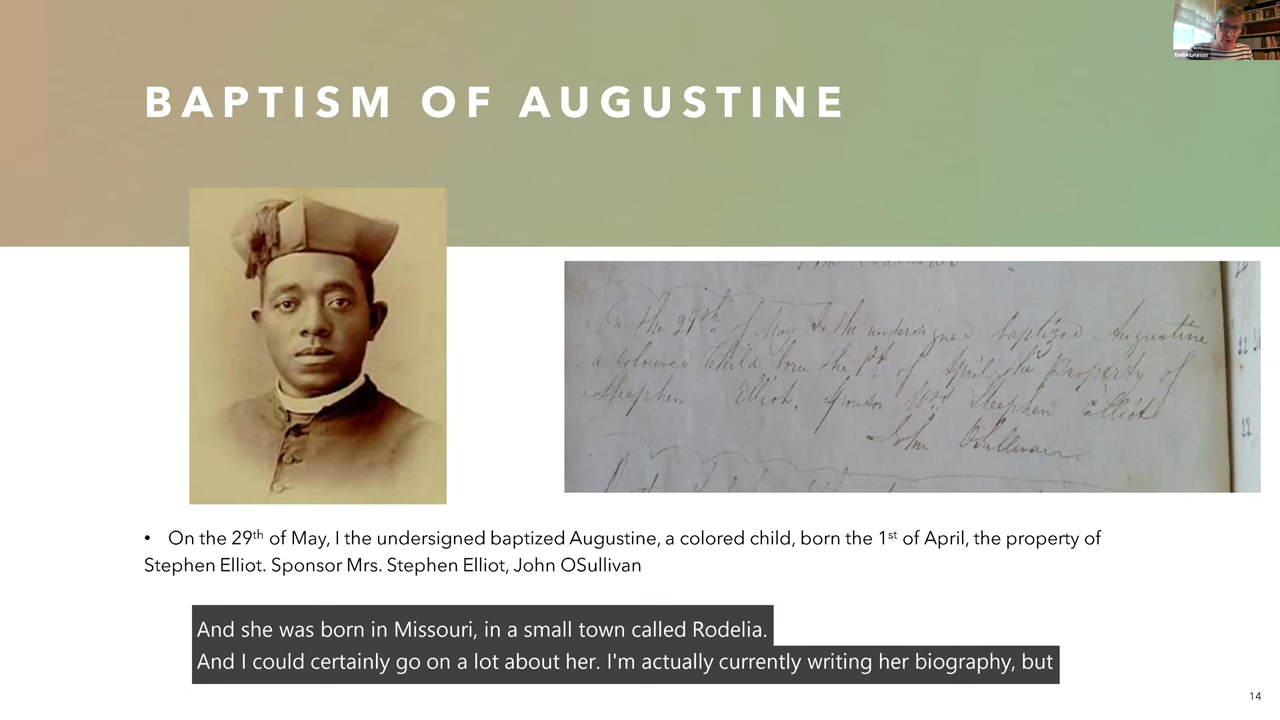 BAPTISM OF AUGUSTINE
On the 29th of May I the undersigned baptized Augustine
a coloured Child born the 1st of April, the Property of
Steephen Elliot. Sponsor Mrs Steephen Elliot
John OSullivan
• On the 29th of May, I the undersigned baptized Augustine, a colored child, born the 1st of April, the property of
Stephen Elliot. Sponsor Mrs. Stephen Elliot, John OSullivan
And she was born in Missouri, in a small town called Rodelia.
And I could certainly go on a lot about her. I'm actually currently writing her biography, but
14